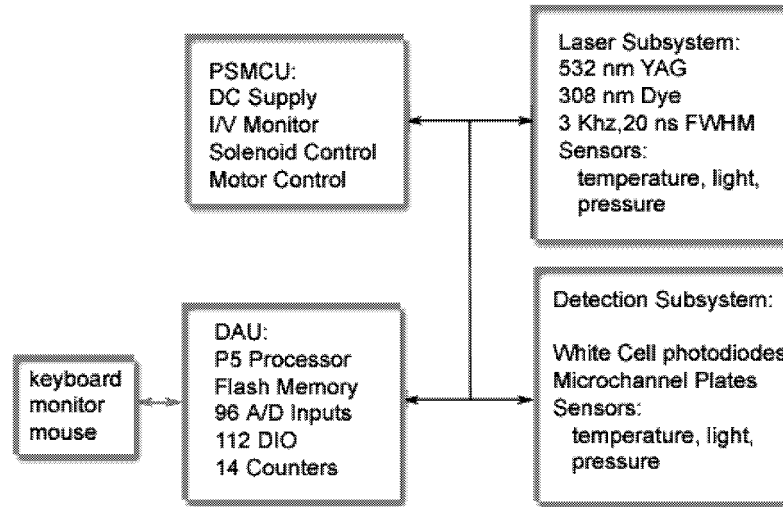 PSMCU:
DC Supply
I/V Monitor
Solenoid Control
Motor Control
Laser Subsystem:
532 nm YAG
308 nm Dye
3 Khz,20 ns FWHM
Sensors:
temperature, light,
pressure
keyboard
monitor
mouse
DAU:
P5 Processor
Flash Memory
96 A/D Inputs
112 DIO
14 Counters
Detection Subsystem:
White Cell photodiodes
Microchannel Plates
Sensors:
temperature, light,
pressure